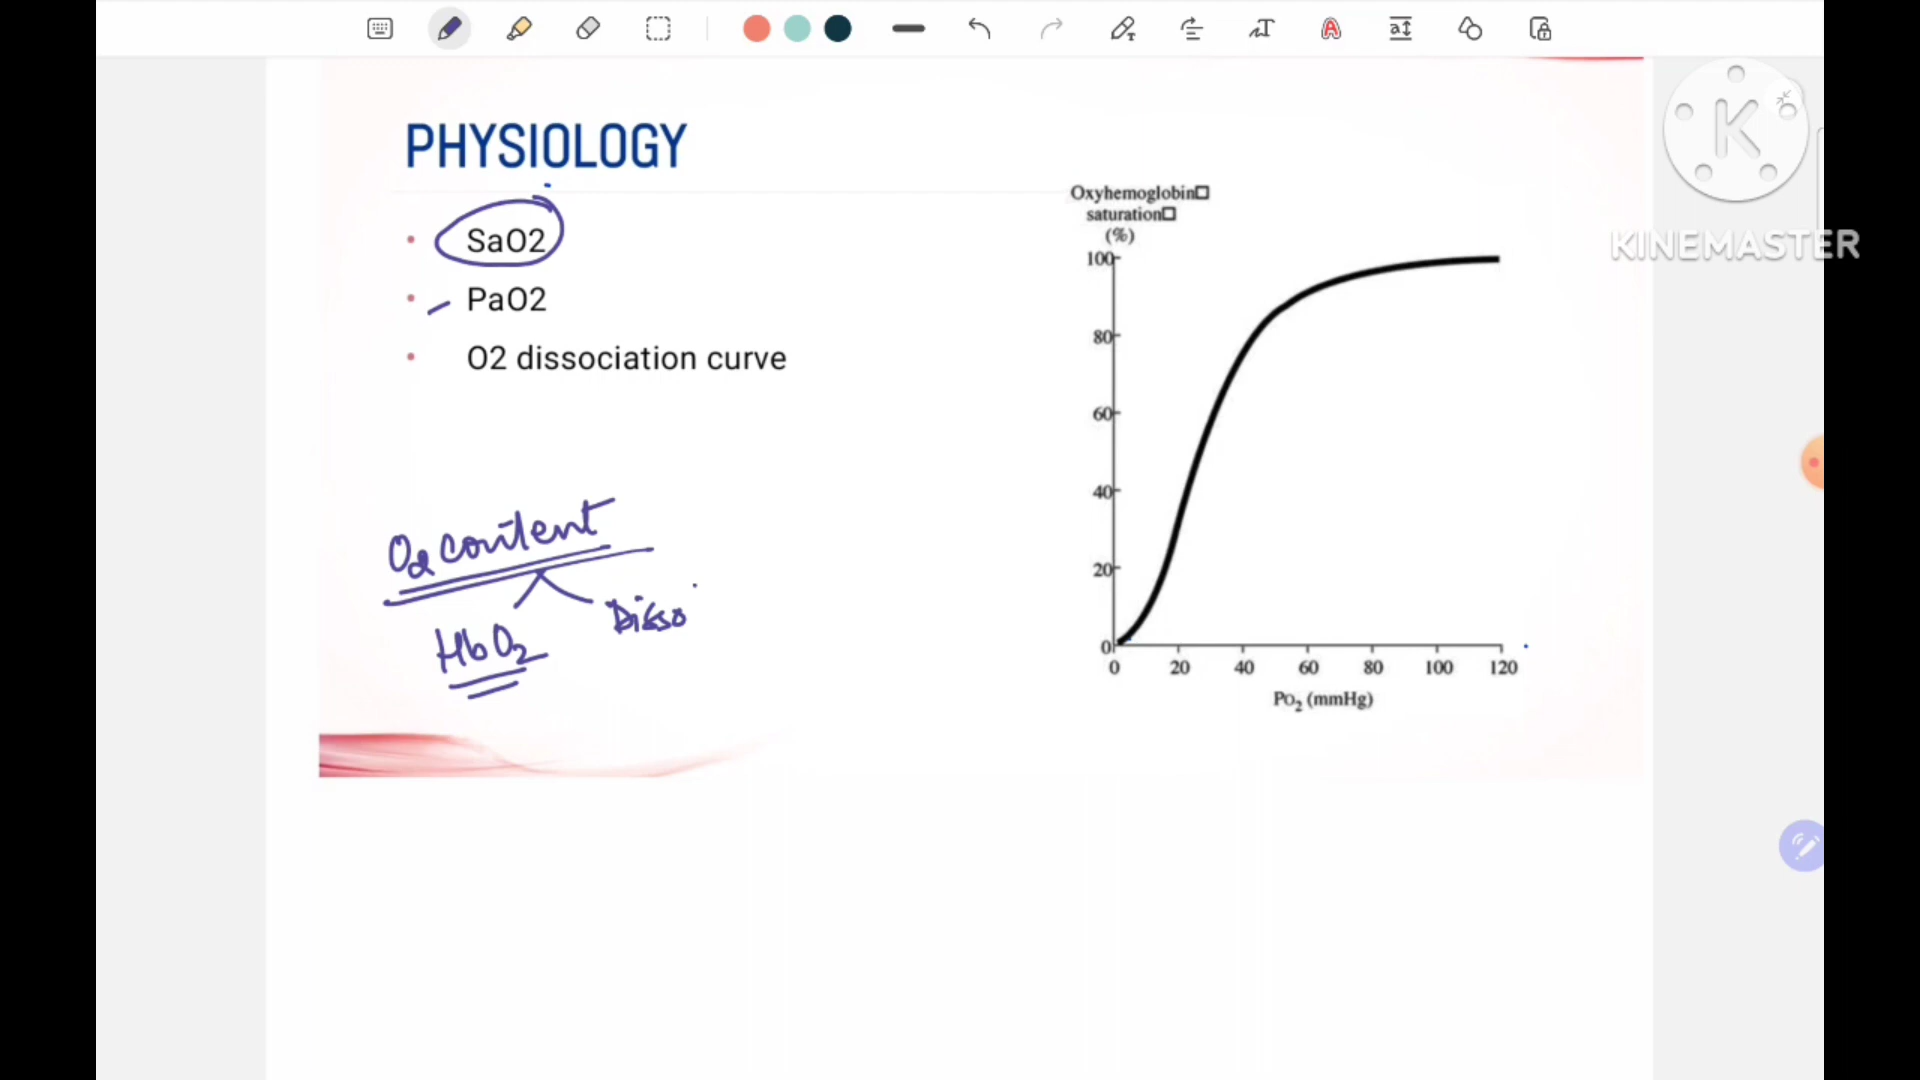 PHYSIOLOGY
• SaO2
• PaO2
• O2 dissociation curve
O2 content
HbO2
Disso
Oxyhemoglobin□
saturation□
(%)
100
80
60
40
20
0
0 20 40 60 80 100 120
PO2 (mmHg)
K
KINEMASTER